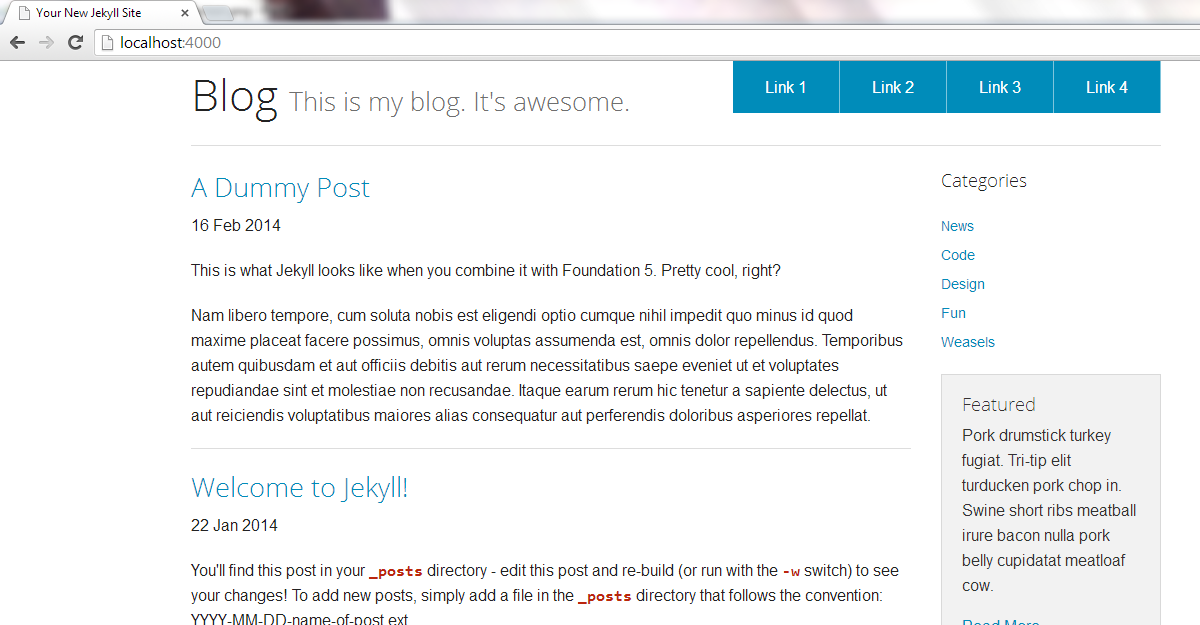 Your New Jekyll Site
localhost:4000
Blog This is my blog. It's awesome.
Link 1 Link 2 Link 3 Link 4
A Dummy Post
16 Feb 2014
This is what Jekyll looks like when you combine it with Foundation 5. Pretty cool, right?
Nam libero tempore, cum soluta nobis est eligendi optio cumque nihil impedit quo minus id quod
maxime placeat facere possimus, omnis voluptas assumenda est, omnis dolor repellendus. Temporibus
autem quibusdam et aut officiis debitis aut rerum necessitatibus saepe eveniet ut et voluptates
repudiandae sint et molestiae non recusandae. Itaque earum rerum hic tenetur a sapiente delectus, ut
aut reiciendis voluptatibus maiores alias consequatur aut perferendis doloribus asperiores repellat.
Welcome to Jekyll!
22 Jan 2014
You'll find this post in your _posts directory - edit this post and re-build (or run with the -w switch) to see
your changes! To add new posts, simply add a file in the _posts directory that follows the convention:
YYYY-MM-DD-name-of-post.ext
Categories
News
Code
Design
Fun
Weasels
Featured
Pork drumstick turkey
fugiat. Tri-tip elit
turducken pork chop in.
Swine short ribs meatball
irure bacon nulla pork
belly cupidatat meatloaf
cow.
Read More